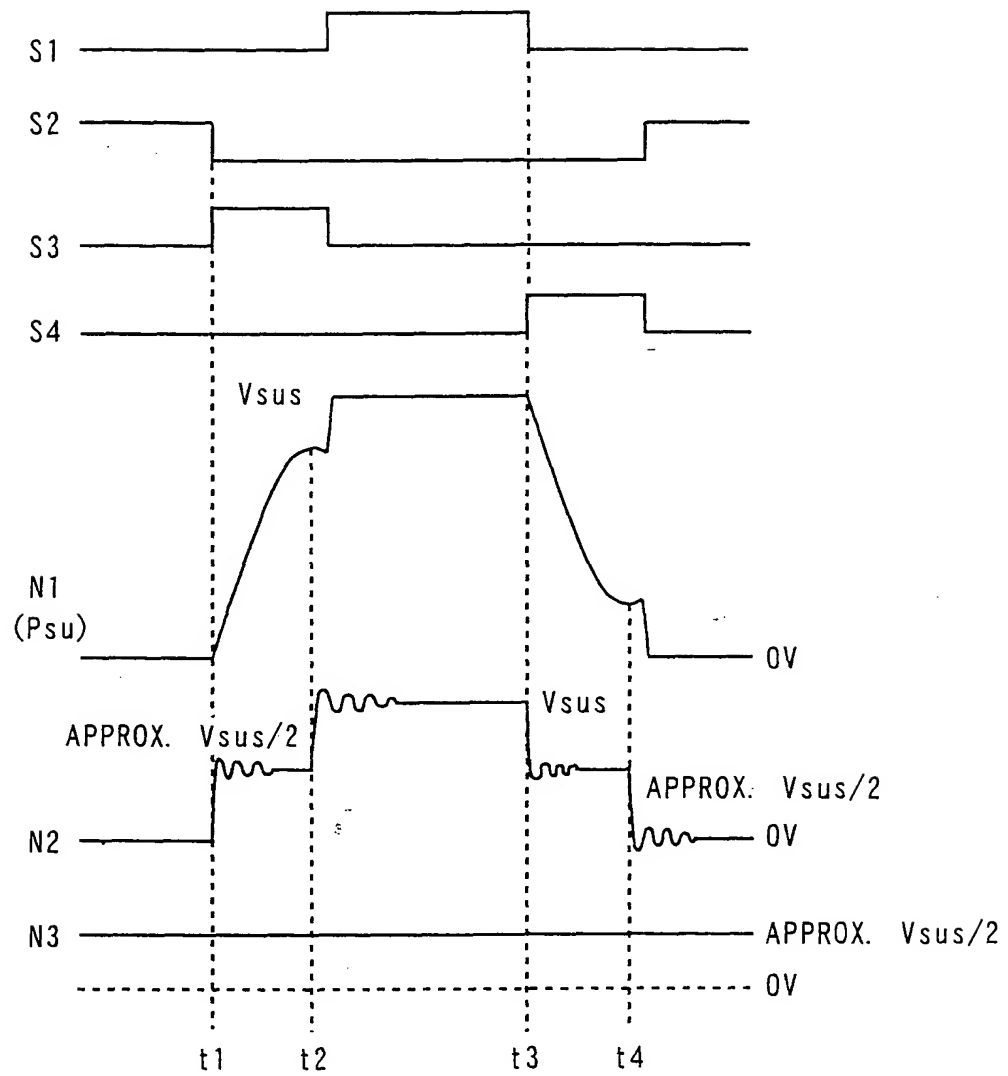 S1
S2
S3
S4
Vsus
N1
(Psu)
0V
Vsus
APPROX. Vsus/2
APPROX. Vsus/2
N2
0V
N3
APPROX. Vsus/2
0V
t1 t2 t3 t4